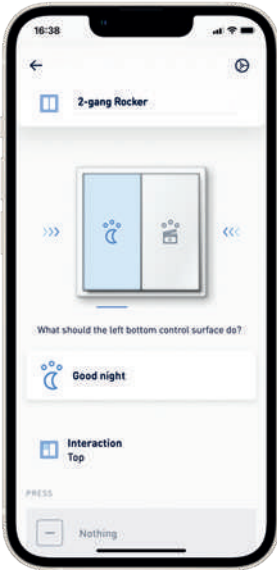 16:38
2-gang Rocker
What should the left bottom control surface do?
Good night
Interaction
Top
PRESS
Nothing